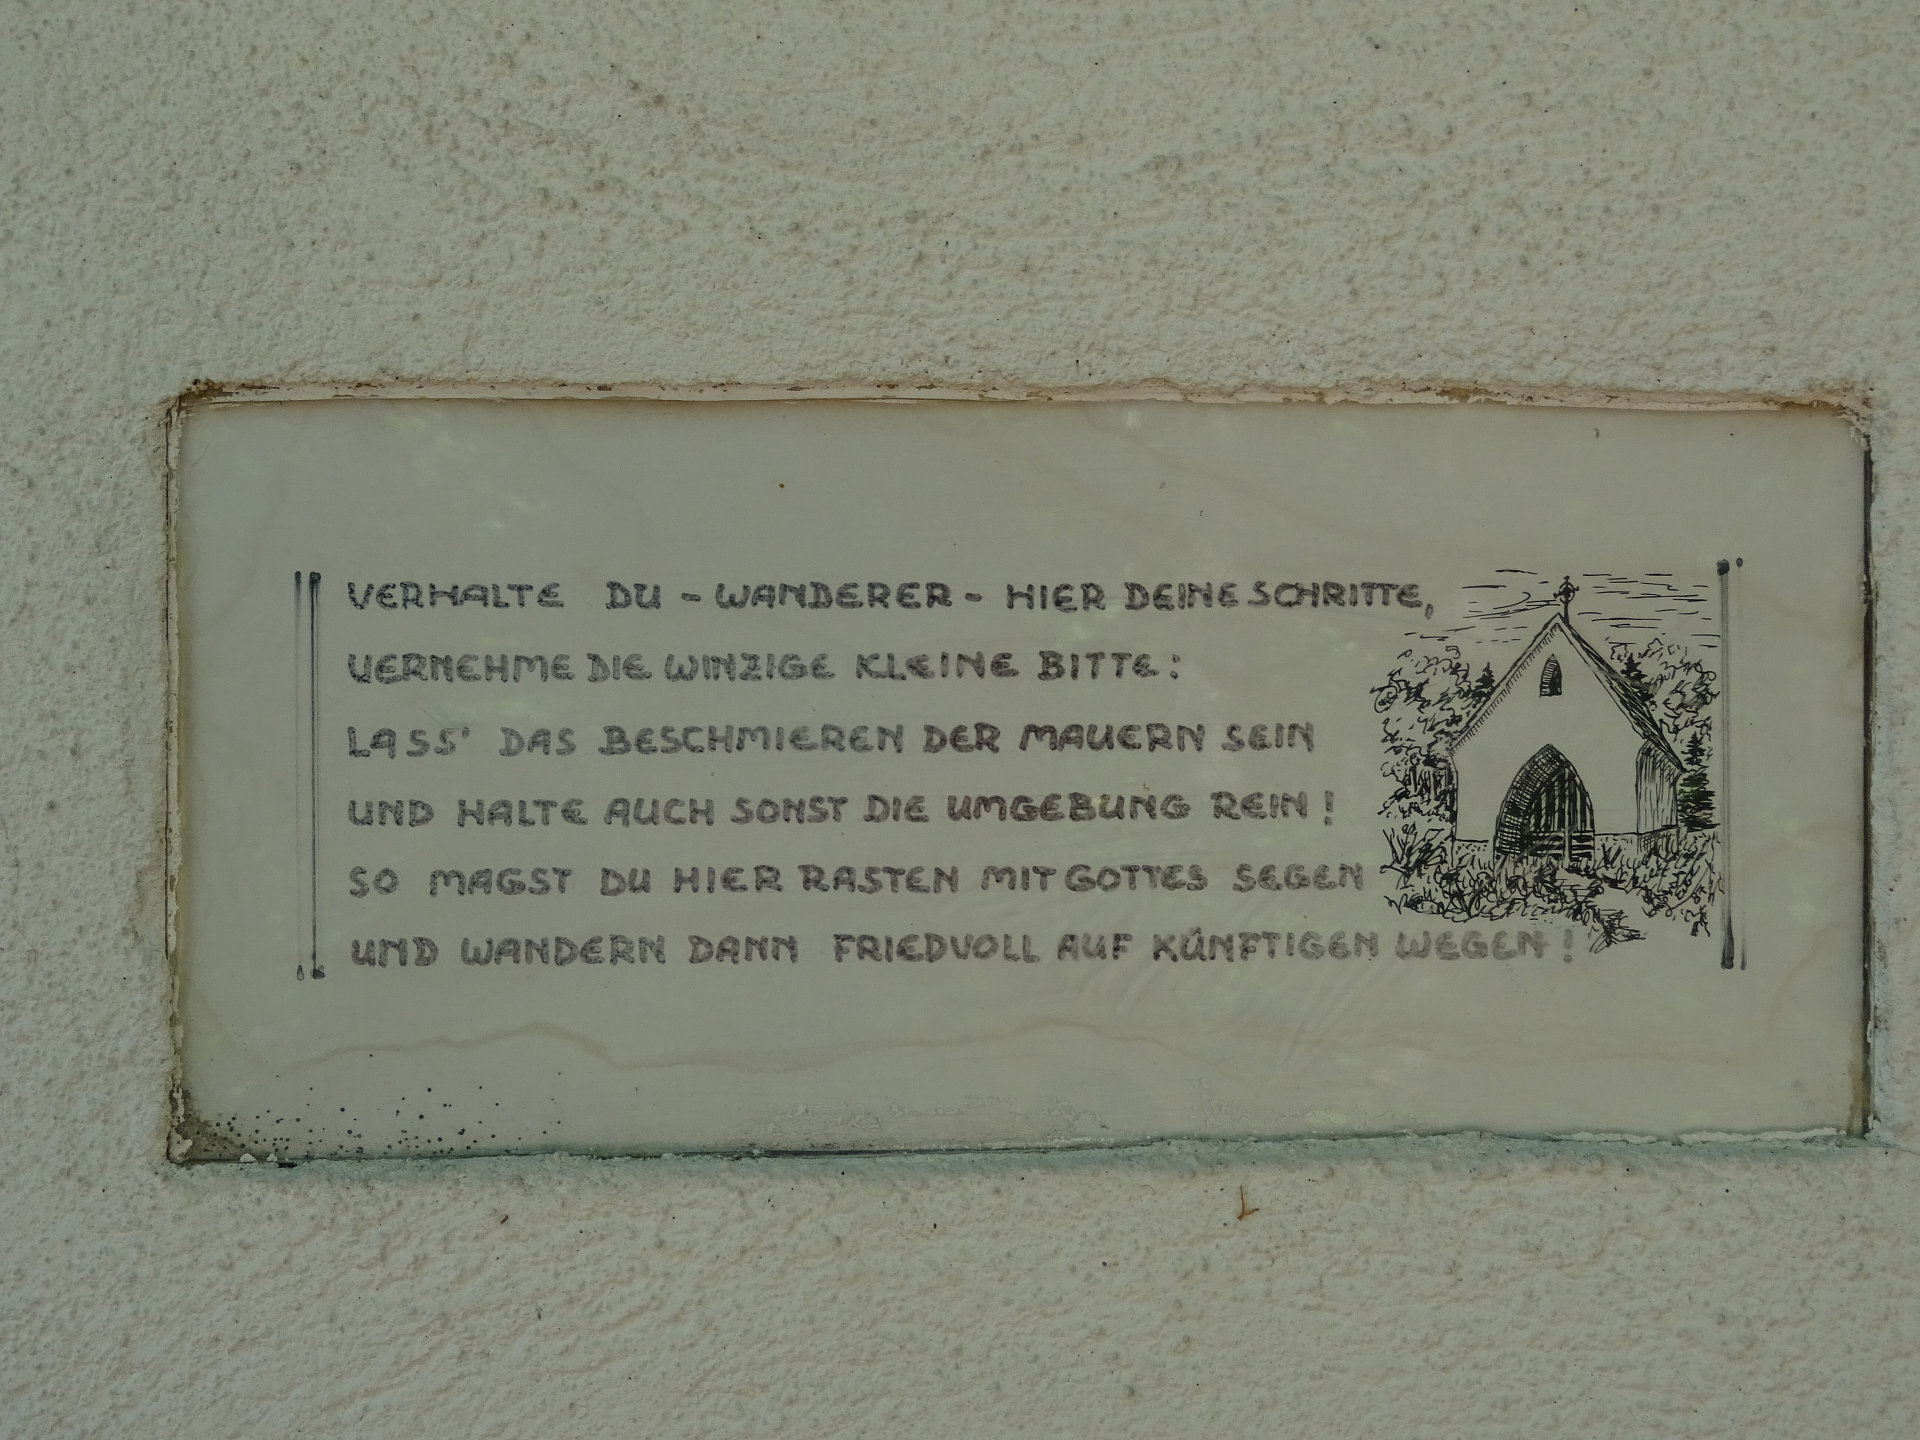 VERHALTE DU - WANDERER - HIER DEINE SCHRITTE,
VERNEHME DIE WINZIGE KLEINE BITTE:
LASS' DAS BESCHMIEREN DER MAUERN SEIN
UND HALTE AUCH SONST DIE UMGEBUNG REIN!
SO MAGST DU HIER RASTEN MIT GOTTES SEGEN
UND WANDERN DANN FRIEDVOLL AUF KÜNFTIGEN WEGEN!